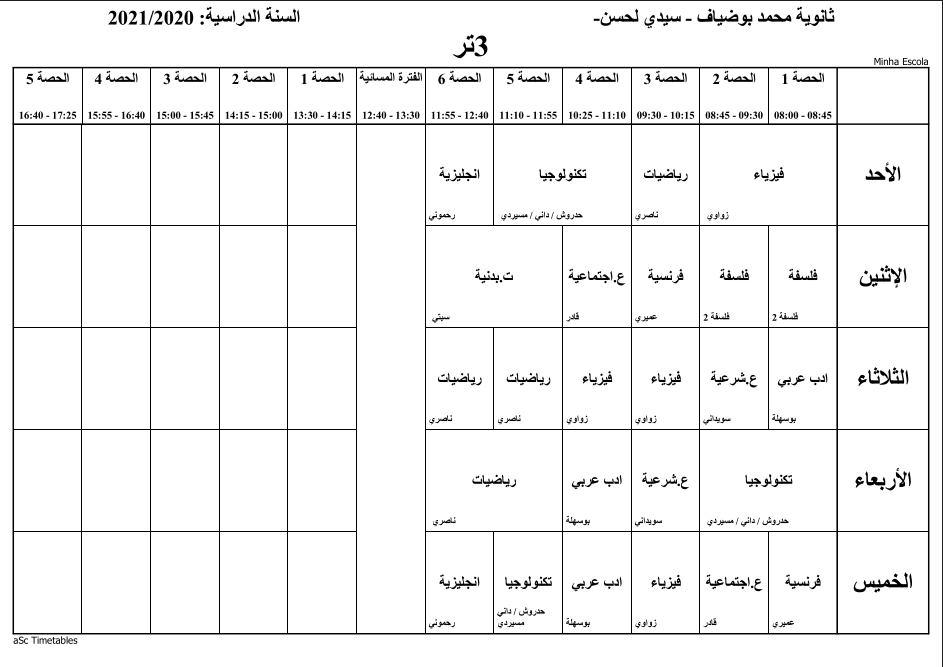 ثانوية محمد بوضياف - سيدي لحسن-
السنة الدراسية: 2021/2020
3تر
Minha Escola
الحصة 1 الحصة 2 الحصة 3 الحصة 4 الحصة 5 الحصة 6 الفترة المسائية الحصة 1 الحصة 2 الحصة 3 الحصة 4 الحصة 5
08:00 - 08:45 08:45 - 09:30 09:30 - 10:15 10:25 - 11:10 11:10 - 11:55 11:55 - 12:40 12:40 - 13:30 13:30 - 14:15 14:15 - 15:00 15:00 - 15:45 15:55 - 16:40 16:40 - 17:25
الأحد فيزياء رياضيات تكنولوجيا انجليزية
زواوي ناصري حدروش / داني / مسيردي رحموني
الإثنين فلسفة فلسفة فرنسية ع.اجتماعية ت.بدنية
فلسفة 2 فلسفة 2 عميري قادر سبتي
الثلاثاء ادب عربي ع.شرعية فيزياء فيزياء رياضيات رياضيات
بوسهلة سويداني زواوي زواوي ناصري ناصري
الأربعاء تكنولوجيا ع.شرعية ادب عربي رياضيات
حدروش / داني / مسيردي سويداني بوسهلة ناصري
الخميس فرنسية ع.اجتماعية فيزياء ادب عربي تكنولوجيا انجليزية
عميري قادر زواوي بوسهلة حدروش / داني مسيردي رحموني
aSc Timetables